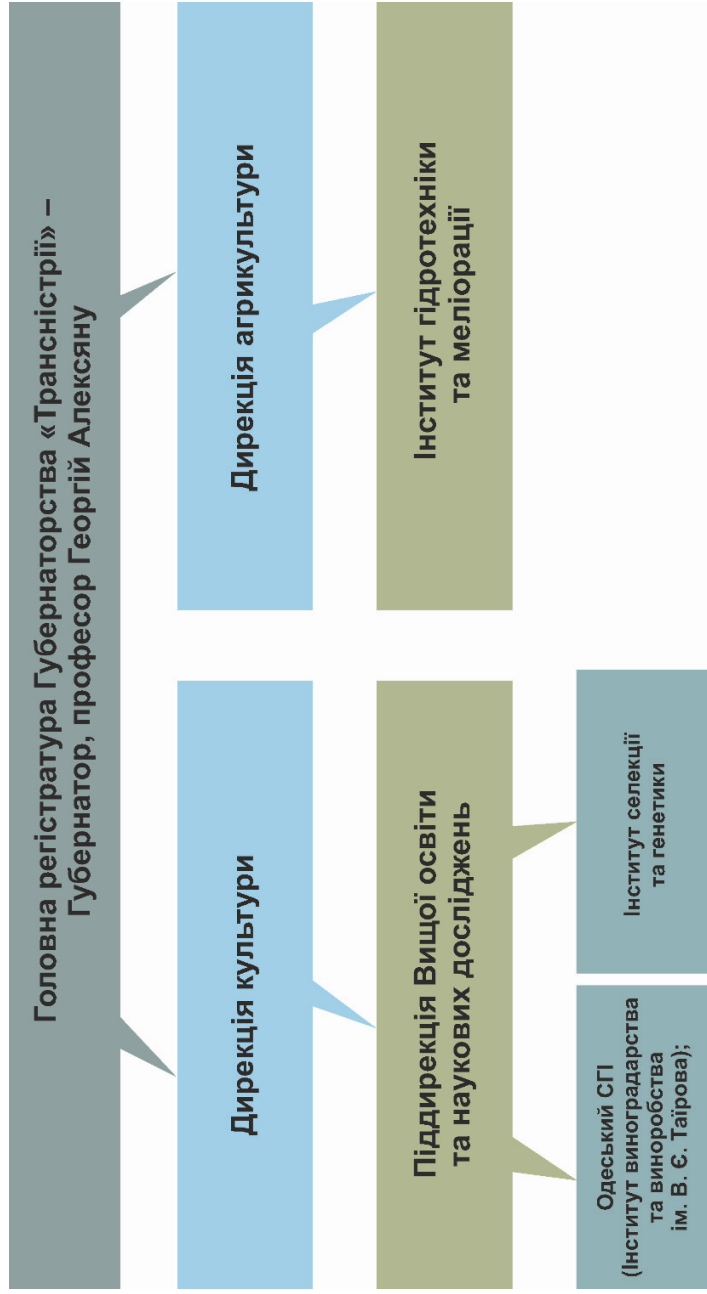 Головна регістратура Губернаторства «Трансністрії» –
Губернатор, професор Георгій Алексяну
Дирекція культури
Дирекція агрикультури
Піддирекція Вищої освіти
та наукових досліджень
Інститут гідротехніки
та меліорації
Одеський СГІ
(Інститут виноградарства
та виноробства
ім. В. Є. Таїрова);
Інститут селекції
та генетики